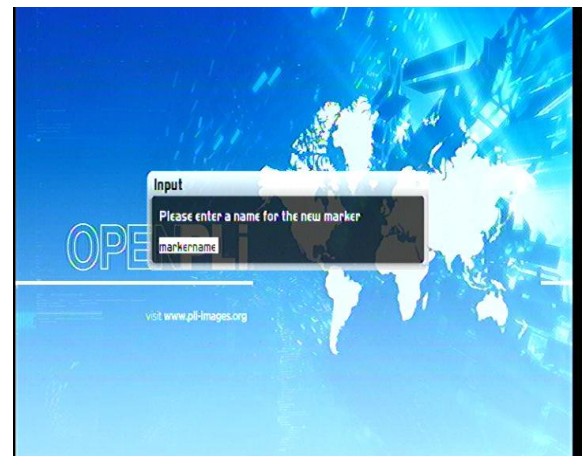 Input
Please enter a name for the new marker
markername
OPENPLi
visit www.pli-images.org